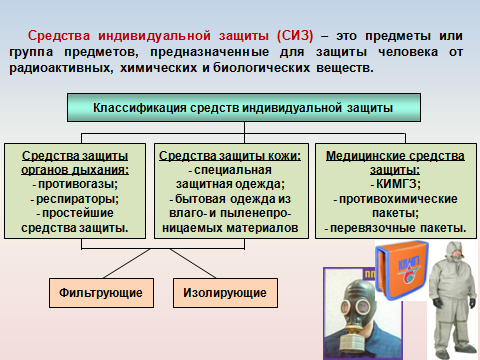 Средства индивидуальной защиты (СИЗ) – это предметы или
группа предметов, предназначенные для защиты человека от
радиоактивных, химических и биологических веществ.
Классификация средств индивидуальной защиты
Средства защиты
органов дыхания:
- противогазы;
- респираторы;
- простейшие
средства защиты.
Средства защиты кожи:
- специальная
защитная одежда;
- бытовая одежда из
влаго- и пыленепро-
ницаемых материалов
Медицинские средства
защиты:
- КИМГЗ;
- противохимические
пакеты;
- перевязочные пакеты.
Фильтрующие
Изолирующие